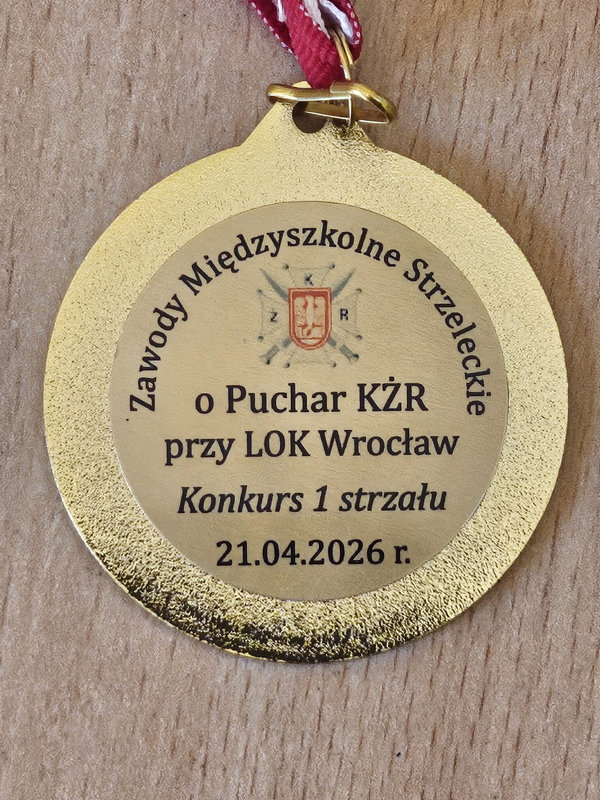 Zawody Międzyszkolne Strzeleckie
K
Ż R
o Puchar KŻR
przy LOK Wrocław
Konkurs 1 strzału
21.04.2026 r.